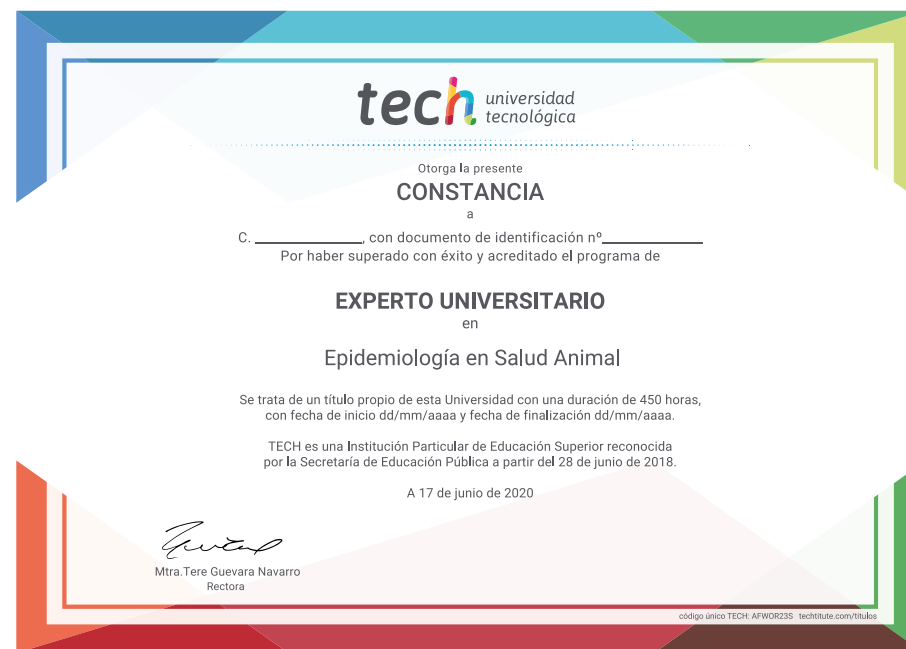 tech universidad
tecnológica
Otorga la presente
CONSTANCIA
a
C. ______________, con documento de identificación nº_____________
Por haber superado con éxito y acreditado el programa de
EXPERTO UNIVERSITARIO
en
Epidemiología en Salud Animal
Se trata de un título propio de esta Universidad con una duración de 450 horas,
con fecha de inicio dd/mm/aaaa y fecha de finalización dd/mm/aaaa.
TECH es una Institución Particular de Educación Superior reconocida
por la Secretaría de Educación Pública a partir del 28 de junio de 2018.
A 17 de junio de 2020
Mtra.Tere Guevara Navarro
Rectora
código único TECH: AFWOR23S techtitute.com/titulos